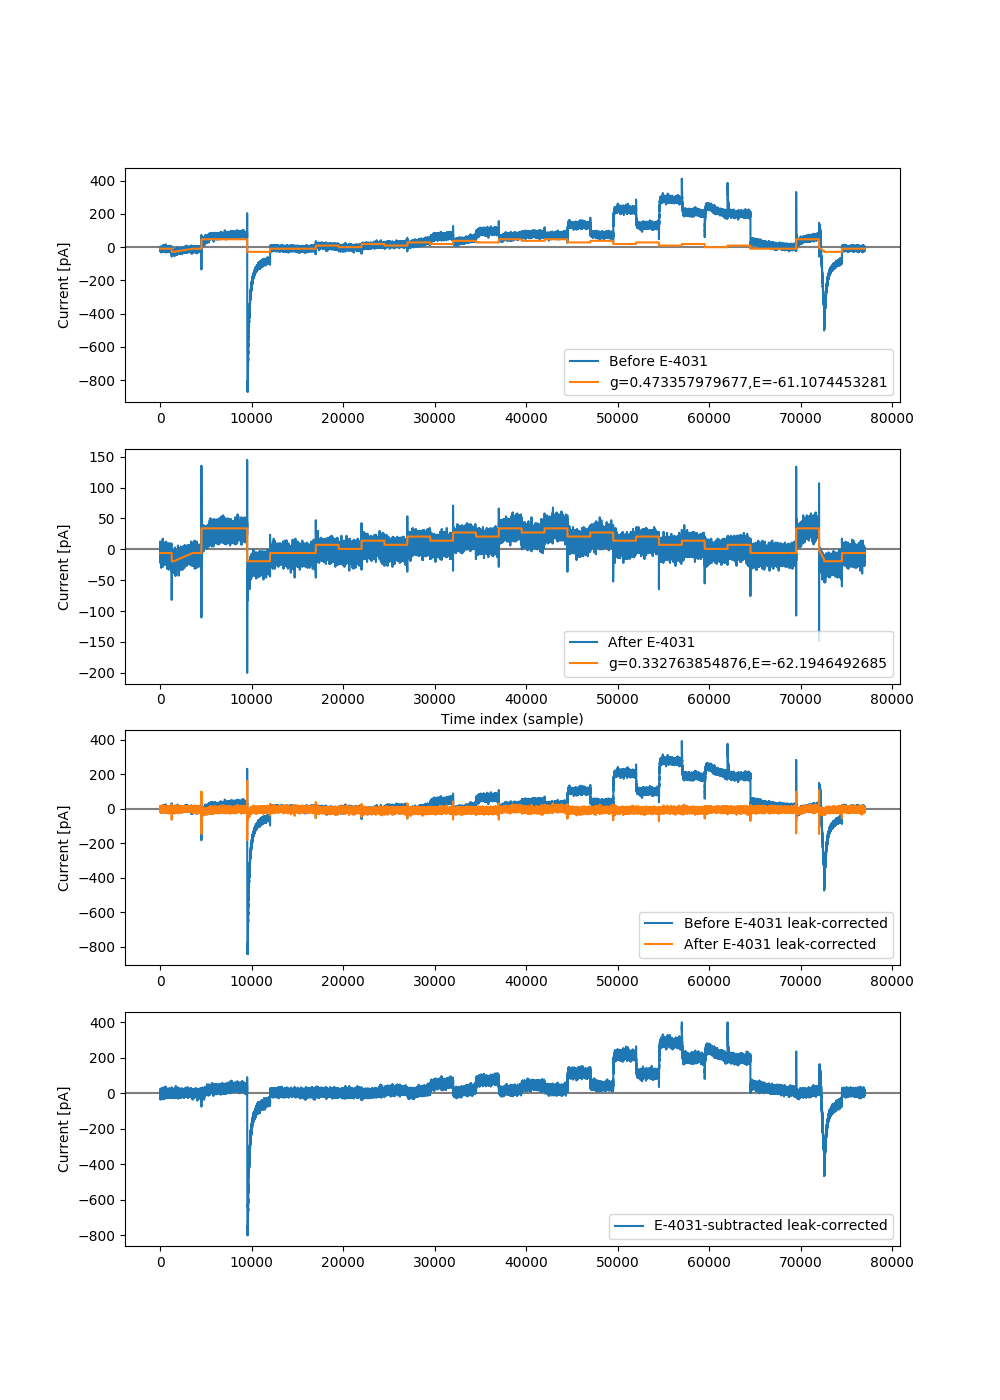 400
200
0
−200
−400
−600
−800
Current [pA]
Before E-4031
g=0.473357979677,E=-61.1074453281
0 10000 20000 30000 40000 50000 60000 70000 80000
150
100
50
0
−50
−100
−150
−200
Current [pA]
After E-4031
g=0.332763854876,E=-62.1946492685
0 10000 20000 30000 40000 50000 60000 70000 80000
Time index (sample)
400
200
0
−200
−400
−600
−800
Current [pA]
Before E-4031 leak-corrected
After E-4031 leak-corrected
0 10000 20000 30000 40000 50000 60000 70000 80000
400
200
0
−200
−400
−600
−800
Current [pA]
E-4031-subtracted leak-corrected
0 10000 20000 30000 40000 50000 60000 70000 80000